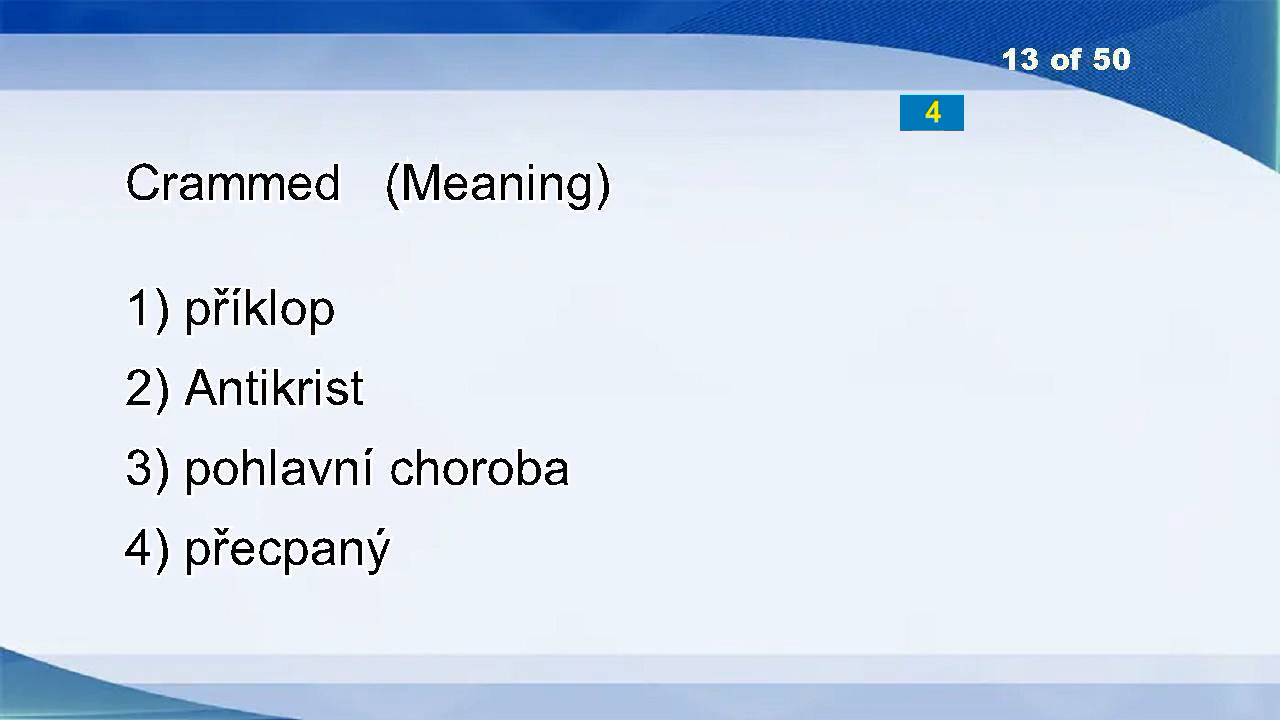 13 of 50
4
Crammed (Meaning)
1) příklop
2) Antikrist
3) pohlavní choroba
4) přecpaný